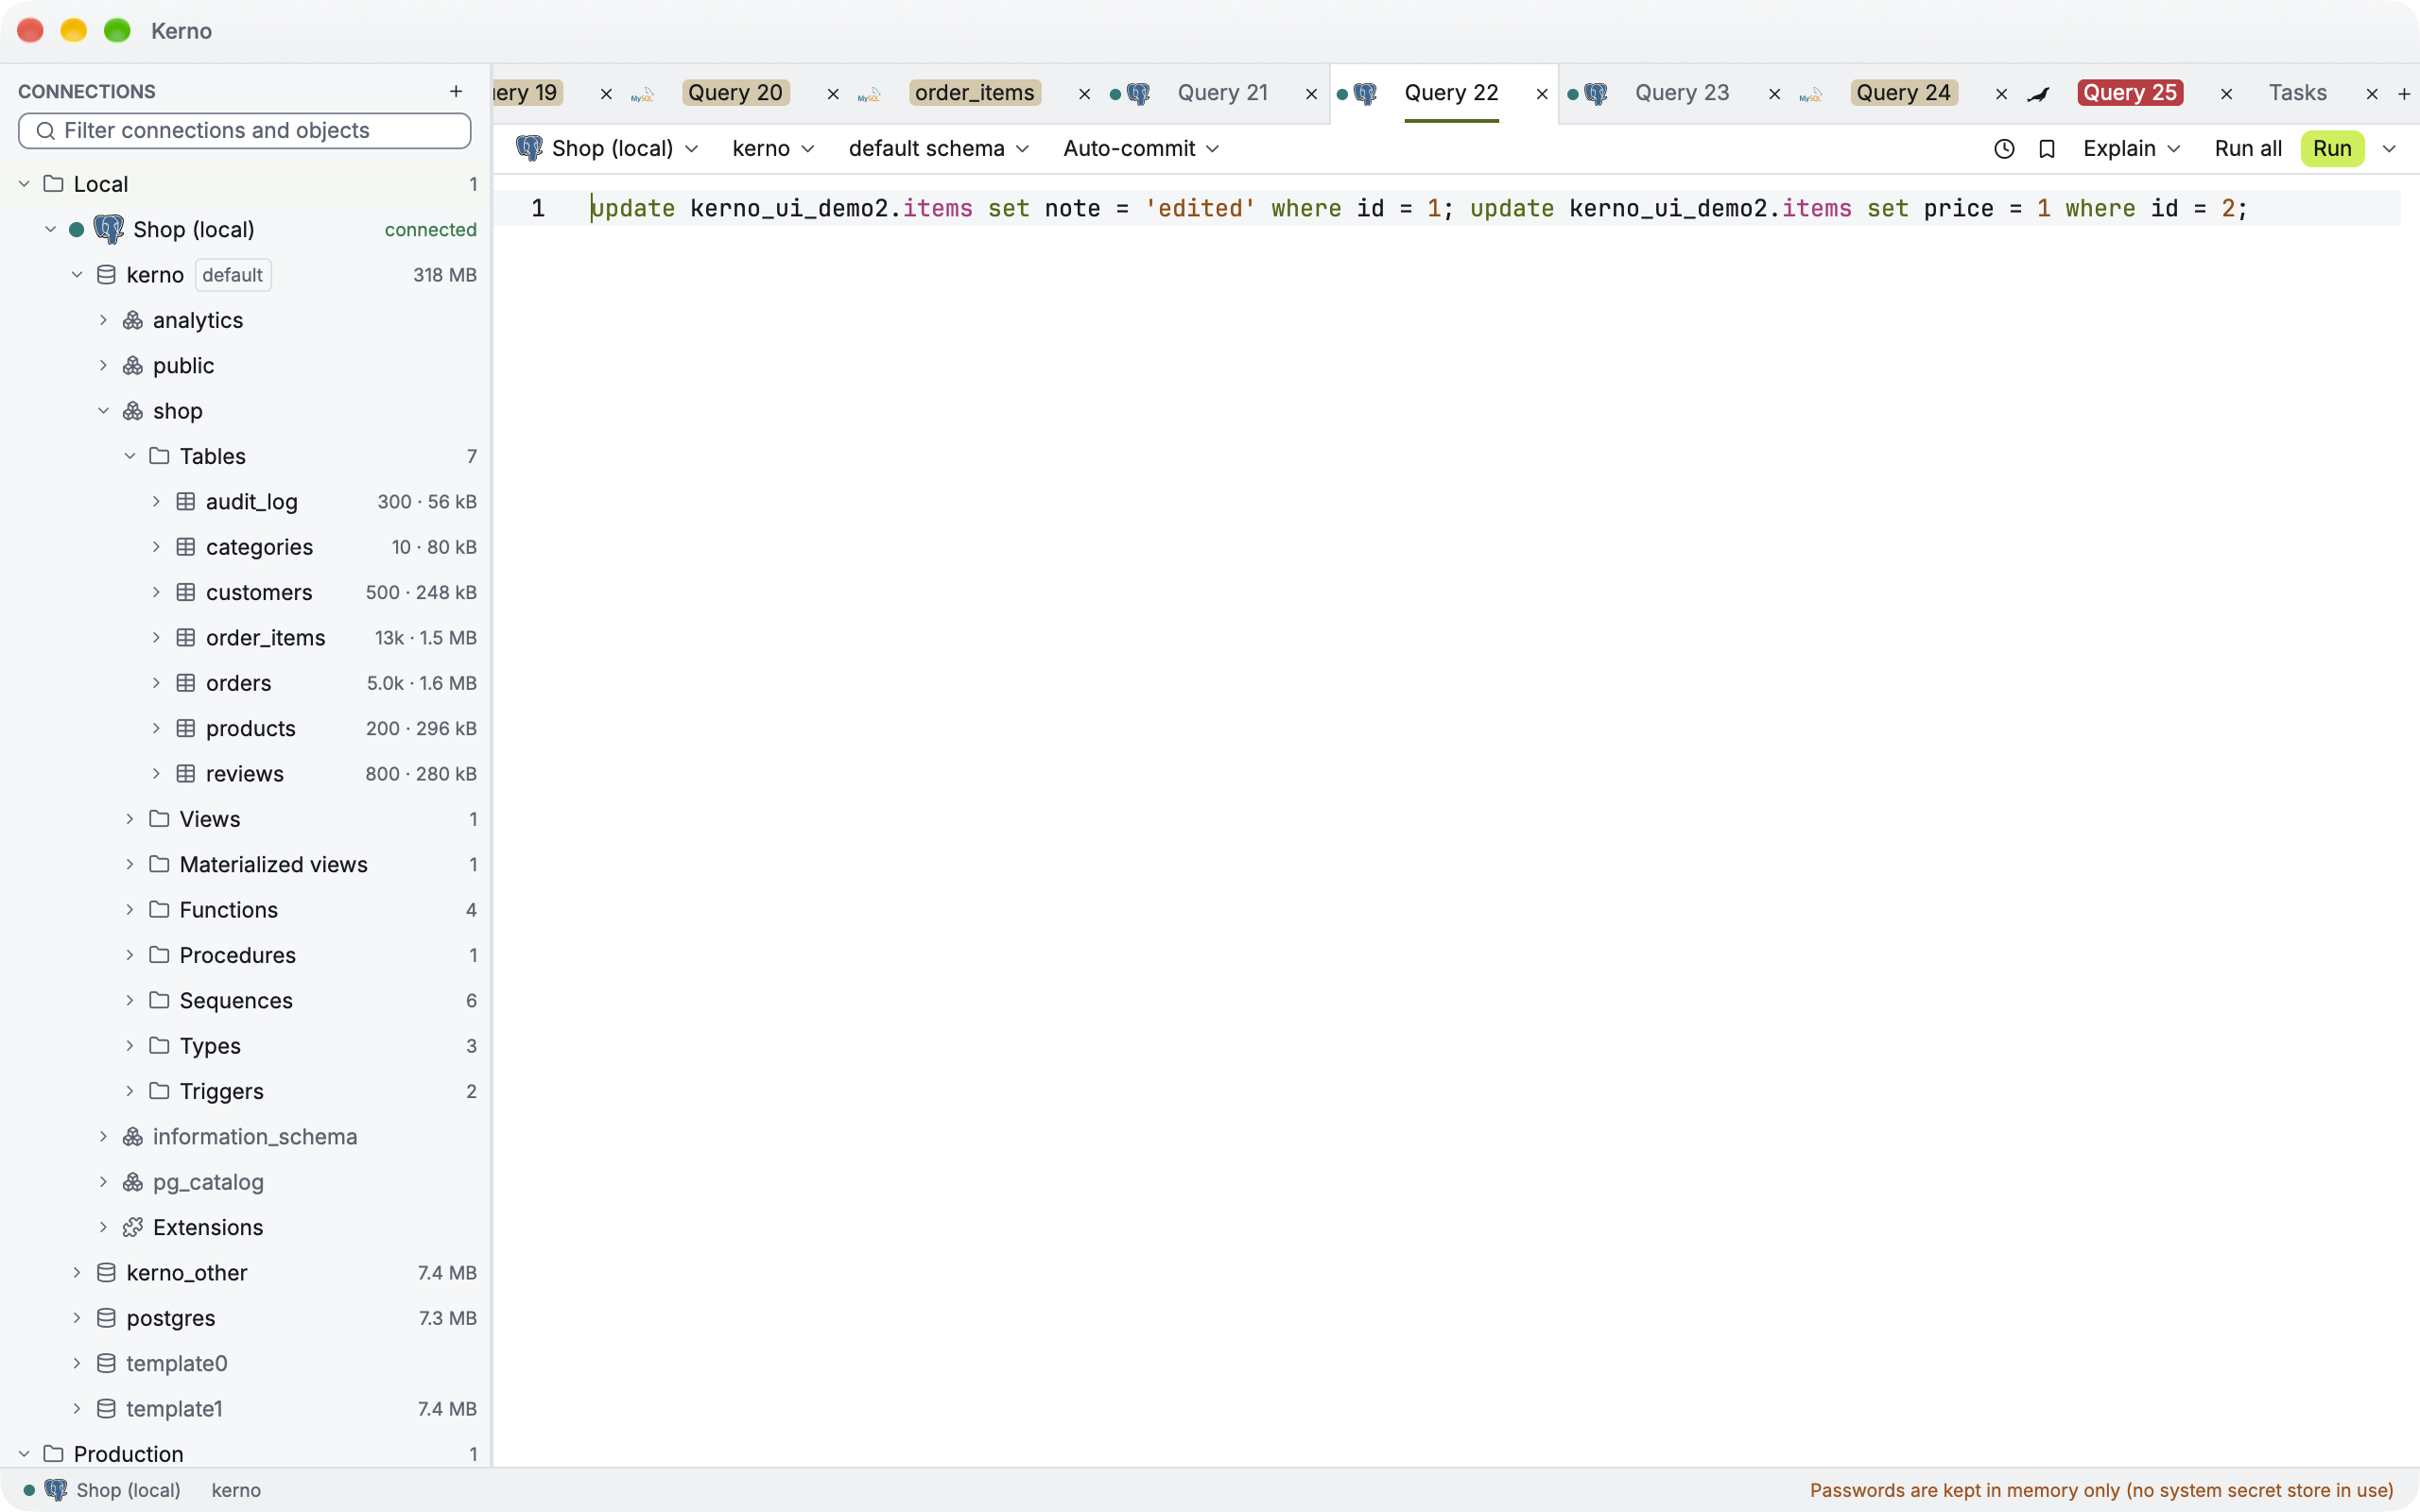 Kerno
CONNECTIONS
Filter connections and objects
Local 1
Shop (local) connected
kerno default 318 MB
analytics
public
shop
Tables 7
audit_log 300 · 56 kB
categories 10 · 80 kB
customers 500 · 248 kB
order_items 13k · 1.5 MB
orders 5.0k · 1.6 MB
products 200 · 296 kB
reviews 800 · 280 kB
Views 1
Materialized views 1
Functions 4
Procedures 1
Sequences 6
Types 3
Triggers 2
information_schema
pg_catalog
Extensions
kerno_other 7.4 MB
postgres 7.3 MB
template0
template1 7.4 MB
Production 1
ery 19 MySQL Query 20 MySQL order_items Query 21 Query 22 Query 23 MySQL Query 24 Query 25 Tasks
Shop (local) kerno default schema Auto-commit Explain Run all Run
1 update kerno_ui_demo2.items set note = 'edited' where id = 1; update kerno_ui_demo2.items set price = 1 where id = 2;
Shop (local) kerno Passwords are kept in memory only (no system secret store in use)